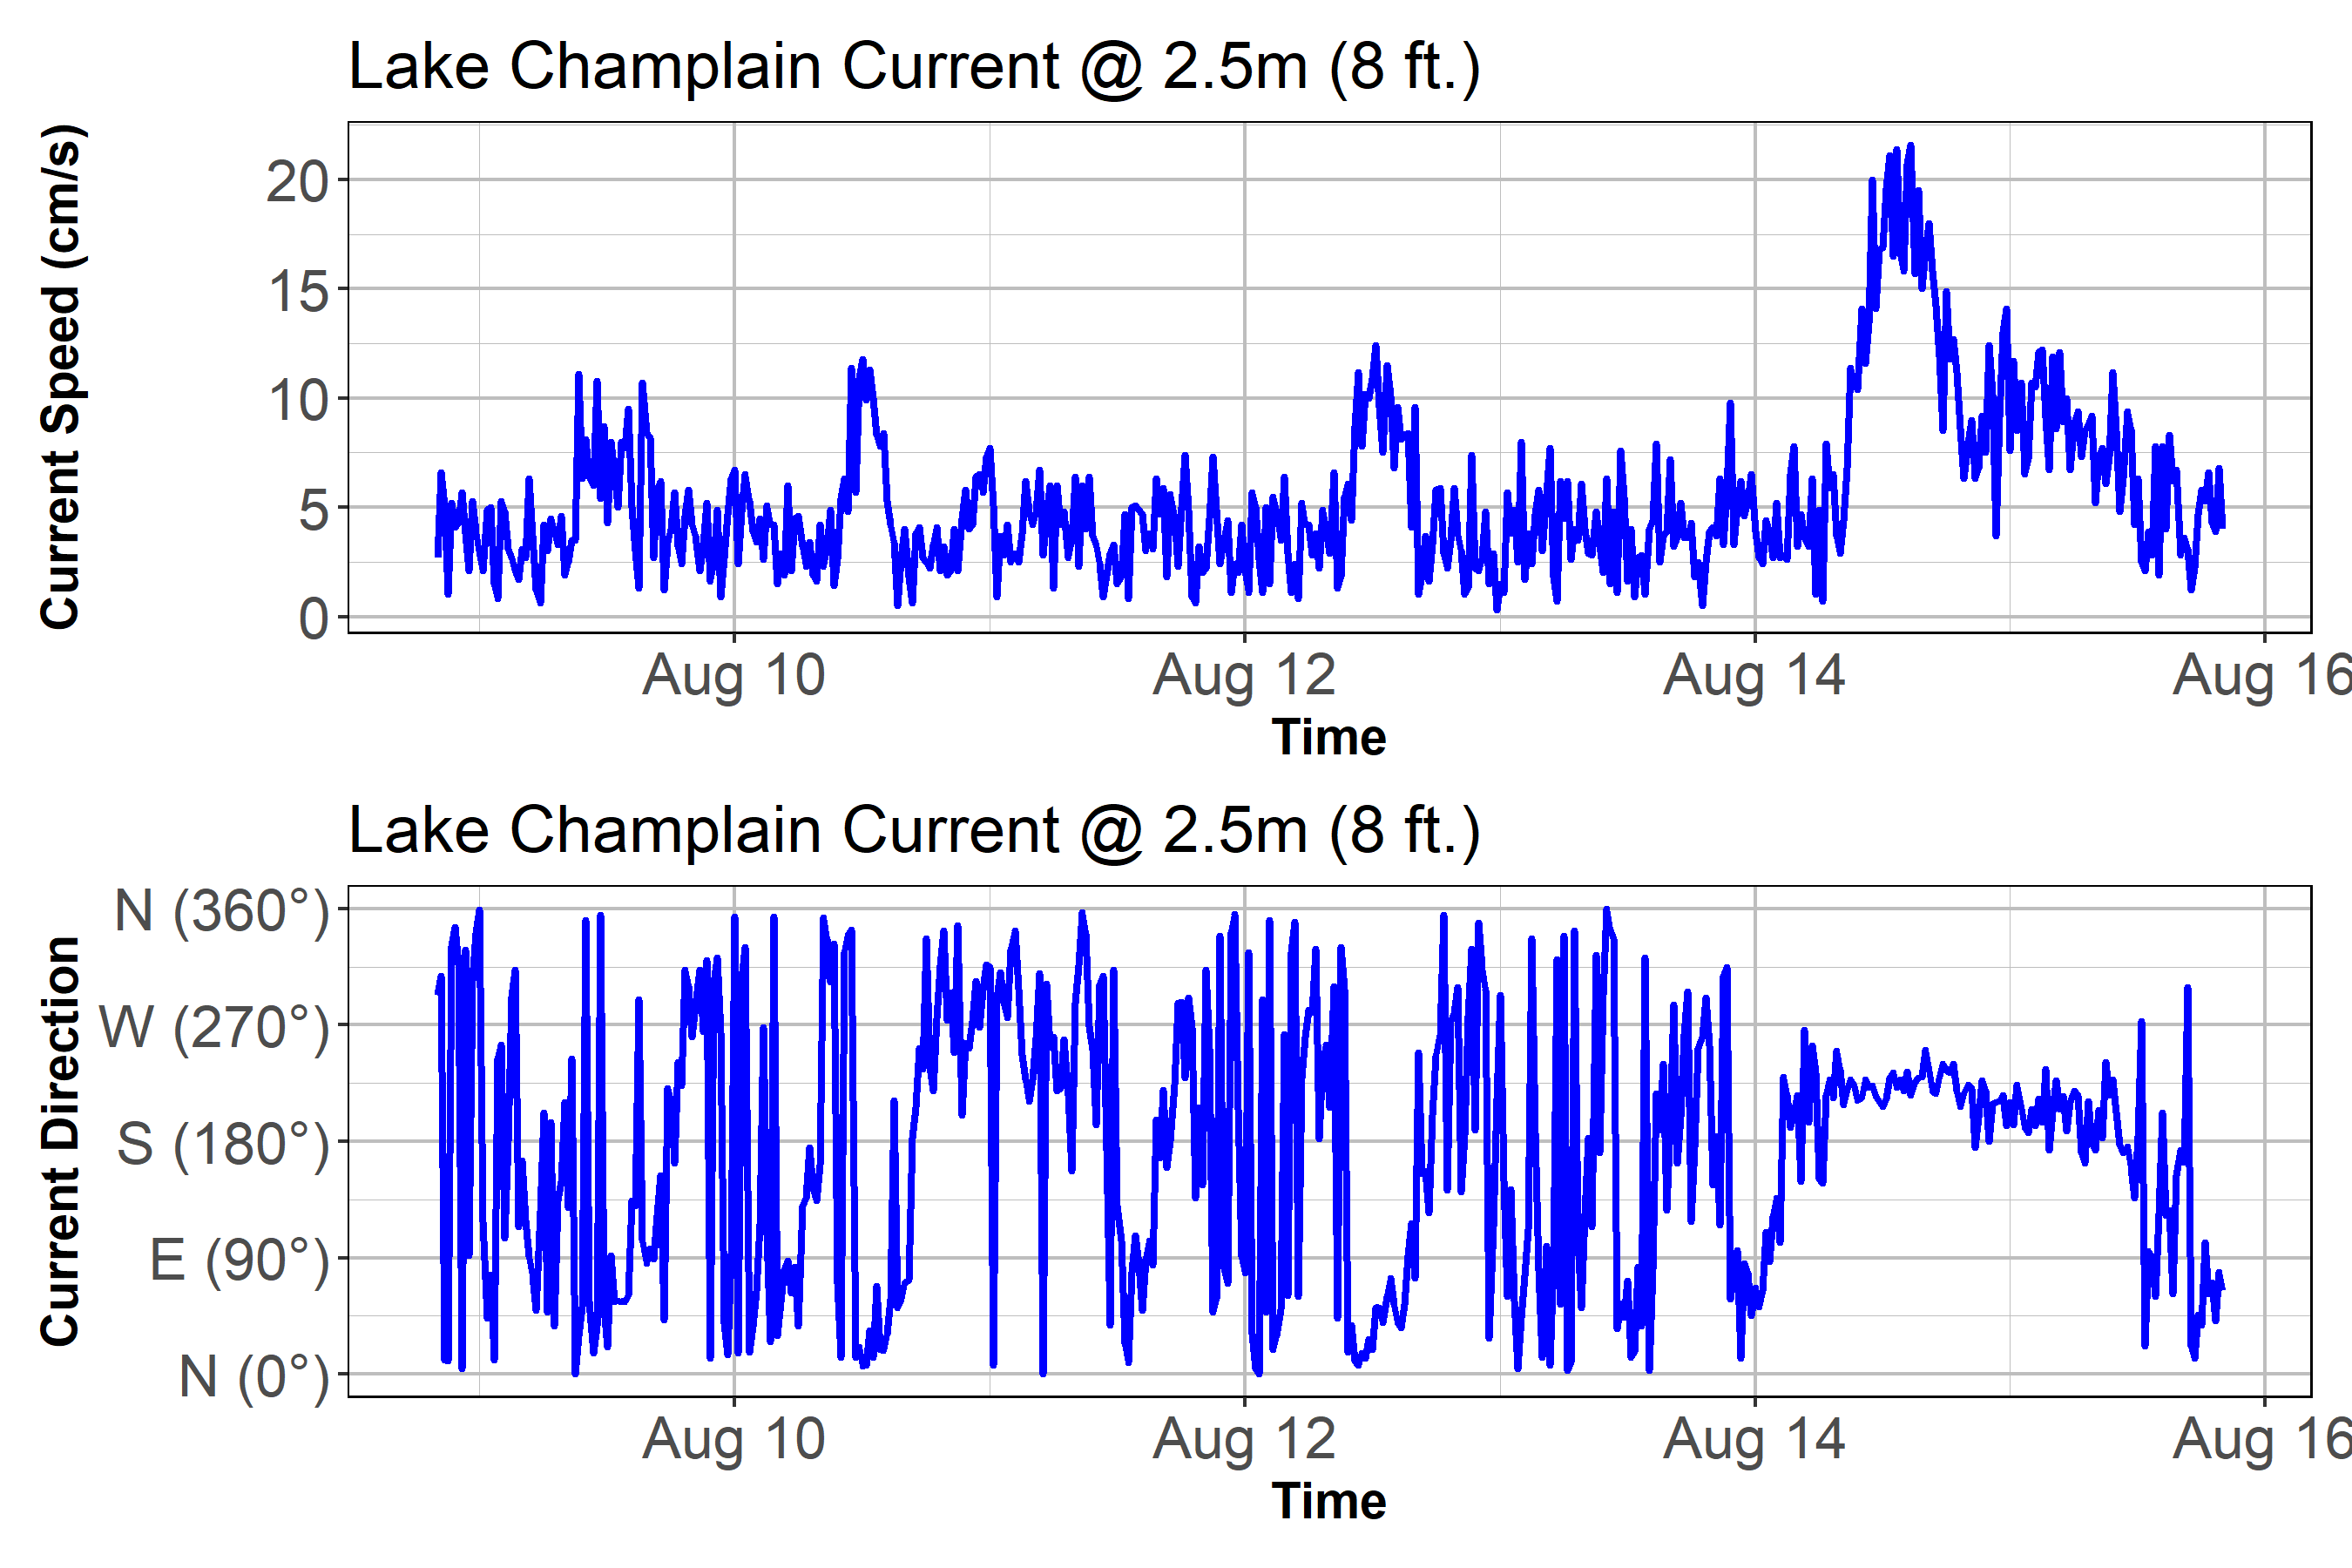 Lake Champlain Current @ 2.5m (8 ft.)
Current Speed (cm/s)
20
15
10
5
0
Aug 10 Aug 12 Aug 14 Aug 16
Time
Lake Champlain Current @ 2.5m (8 ft.)
Current Direction
N (360°)
W (270°)
S (180°)
E (90°)
N (0°)
Aug 10 Aug 12 Aug 14 Aug 16
Time